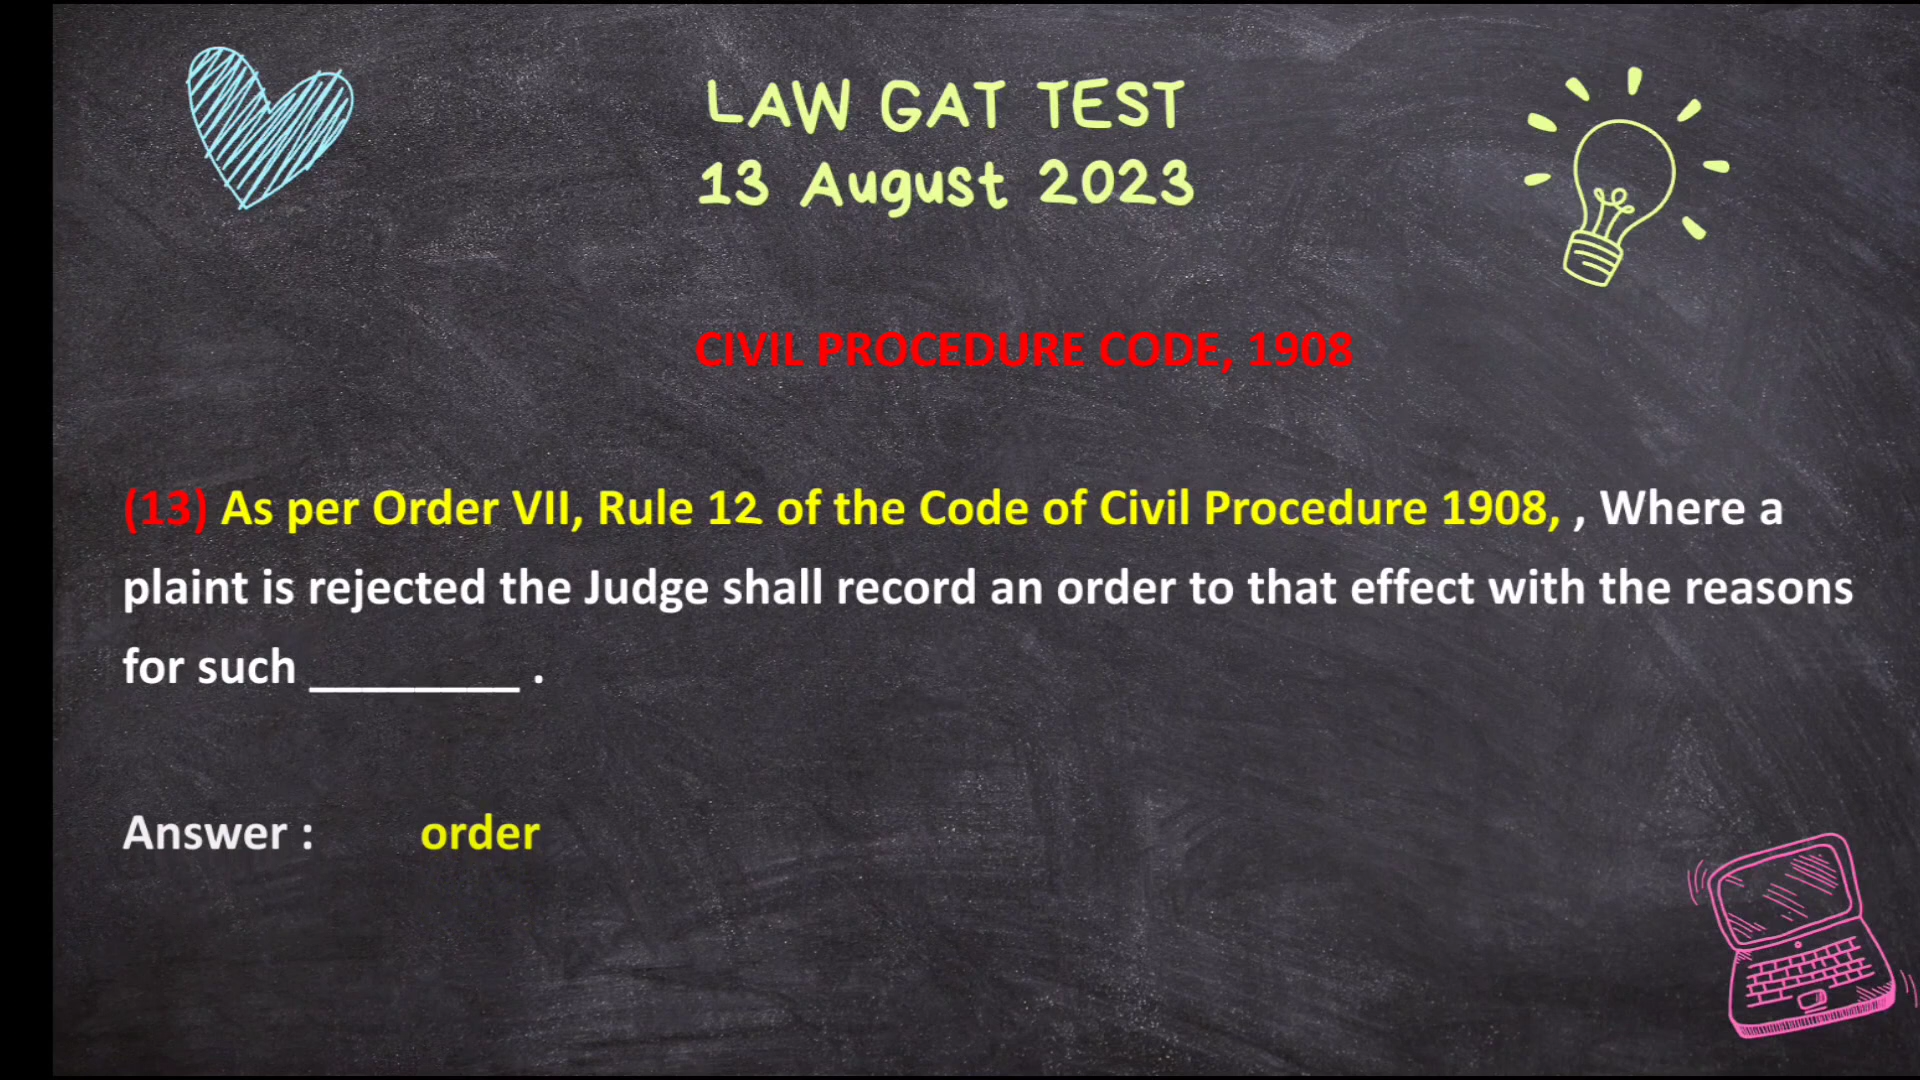 LAW GAT TEST
13 August 2023
CIVIL PROCEDURE CODE, 1908
(13) As per Order VII, Rule 12 of the Code of Civil Procedure 1908, , Where a
plaint is rejected the Judge shall record an order to that effect with the reasons
for such ________ .
Answer : order